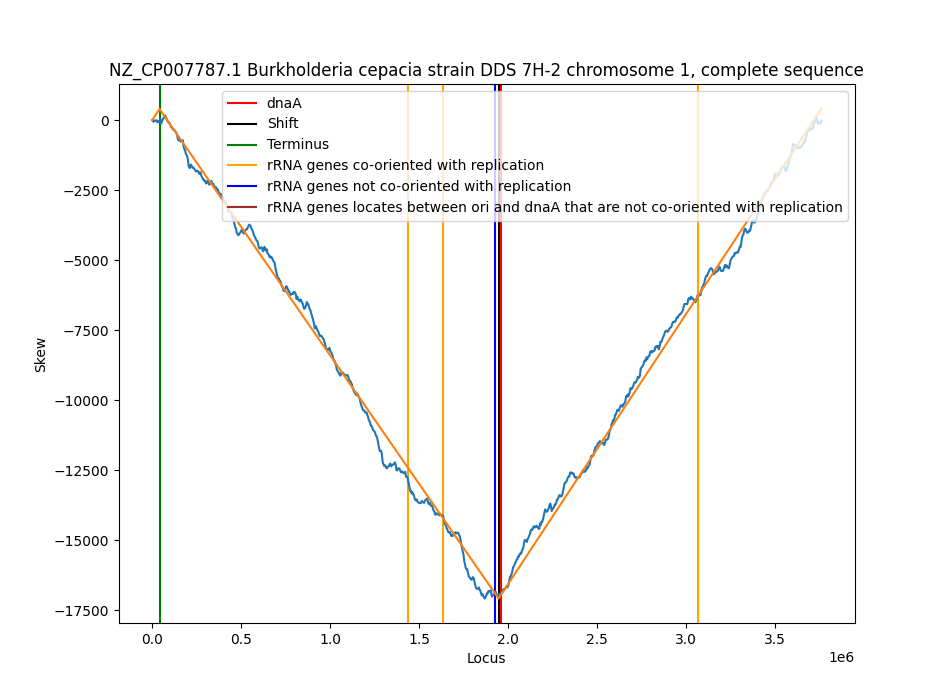 NZ_CP007787.1 Burkholderia cepacia strain DDS 7H-2 chromosome 1, complete sequence
dnaA
Shift
Terminus
rRNA genes co-oriented with replication
rRNA genes not co-oriented with replication
rRNA genes locates between ori and dnaA that are not co-oriented with replication
0
−2500
−5000
−7500
−10000
−12500
−15000
−17500
Skew
0.0 0.5 1.0 1.5 2.0 2.5 3.0 3.5
1e6
Locus